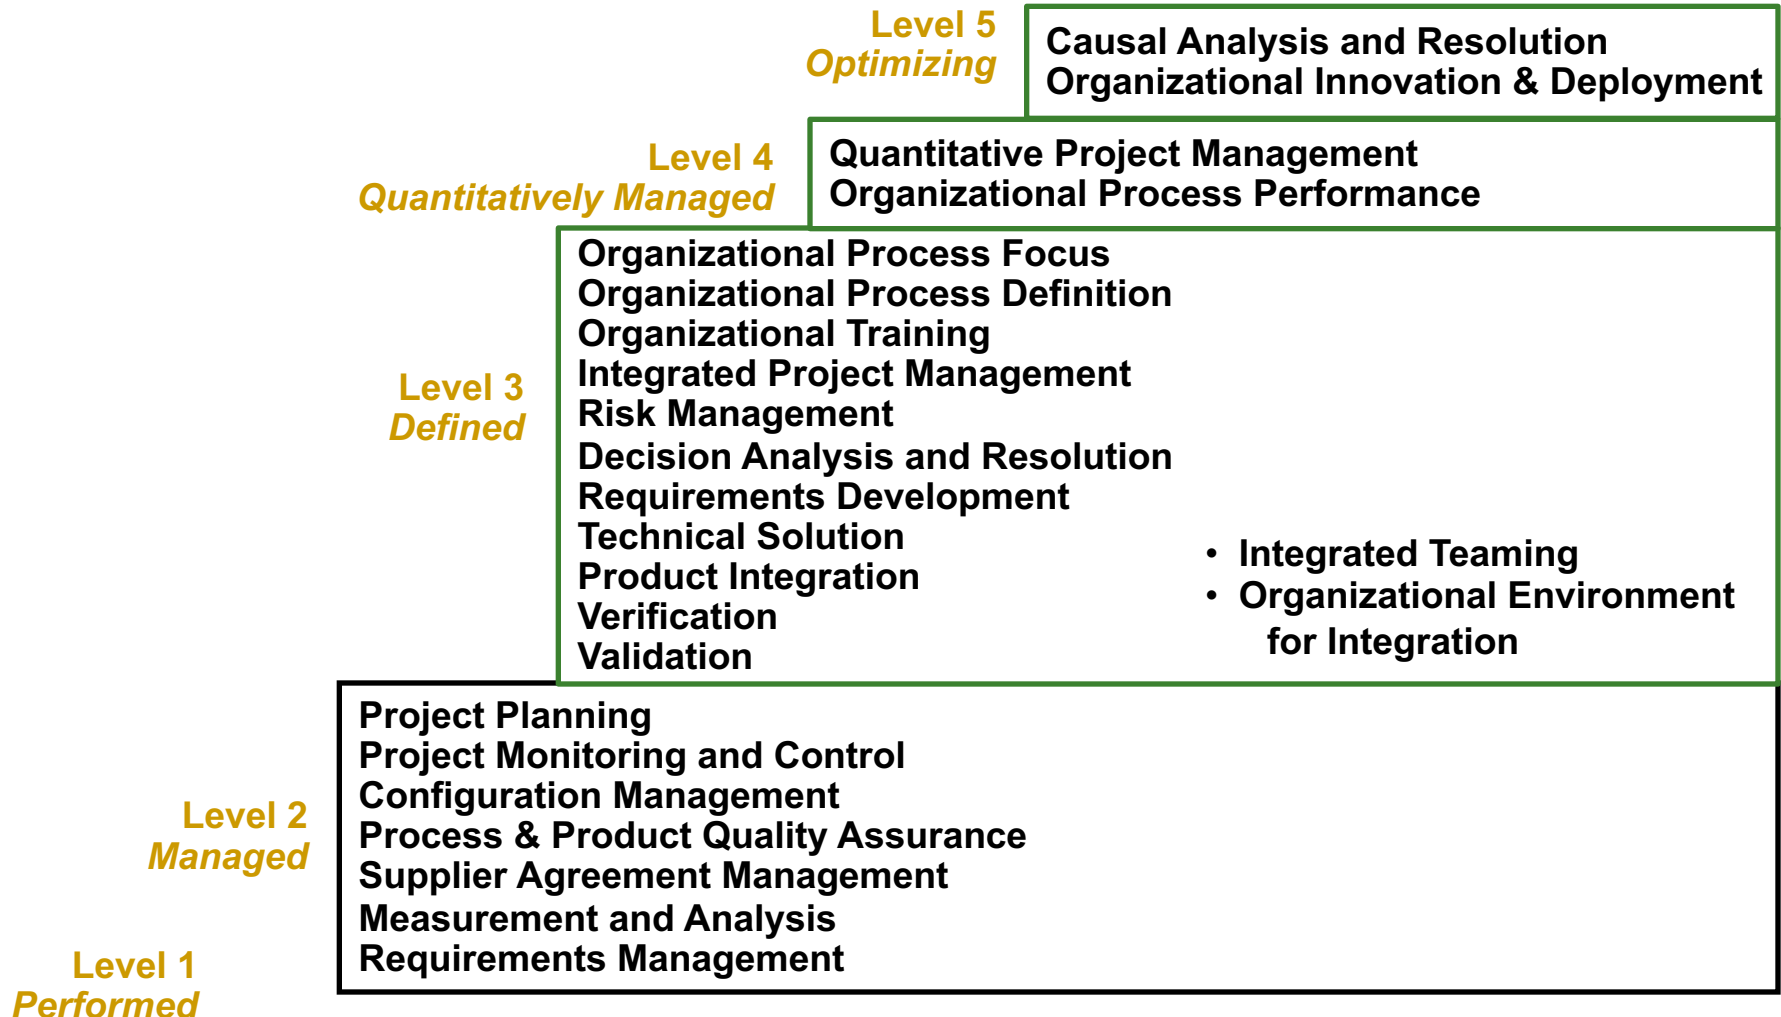 Level 5
Optimizing
Causal Analysis and Resolution
Organizational Innovation & Deployment
Level 4
Quantitatively Managed
Quantitative Project Management
Organizational Process Performance
Level 3
Defined
Organizational Process Focus
Organizational Process Definition
Organizational Training
Integrated Project Management
Risk Management
Decision Analysis and Resolution
Requirements Development
Technical Solution
Product Integration
Verification
Validation
• Integrated Teaming
• Organizational Environment
for Integration
Level 2
Managed
Project Planning
Project Monitoring and Control
Configuration Management
Process & Product Quality Assurance
Supplier Agreement Management
Measurement and Analysis
Requirements Management
Level 1
Performed